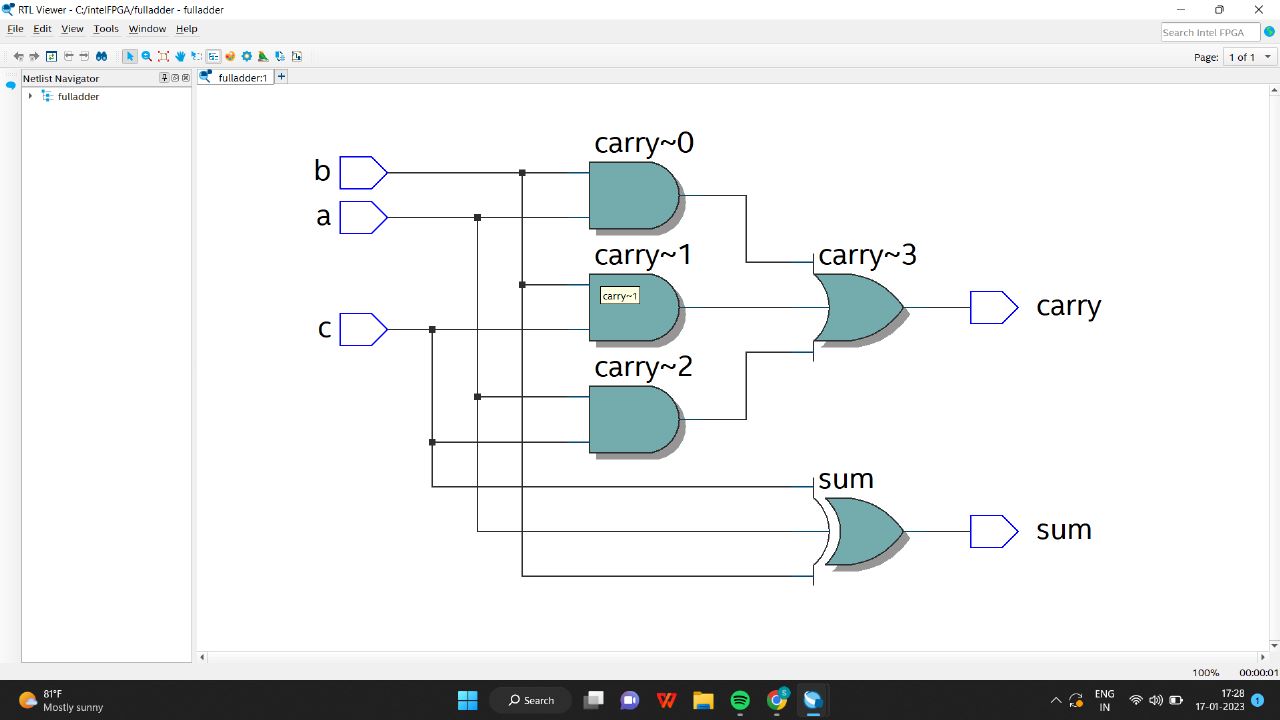 RTL Viewer - C:/intelFPGA/fulladder - fulladder
File Edit View Tools Window Help
Search Intel FPGA
Page: 1 of 1
Netlist Navigator
fulladder:1
+
fulladder
carry~0
b
a
carry~1
carry~3
carry~1
carry
c
carry~2
sum
sum
100% 00:00:01
81°F
Mostly sunny
Search
S
ENG
IN
17:28
17-01-2023
1